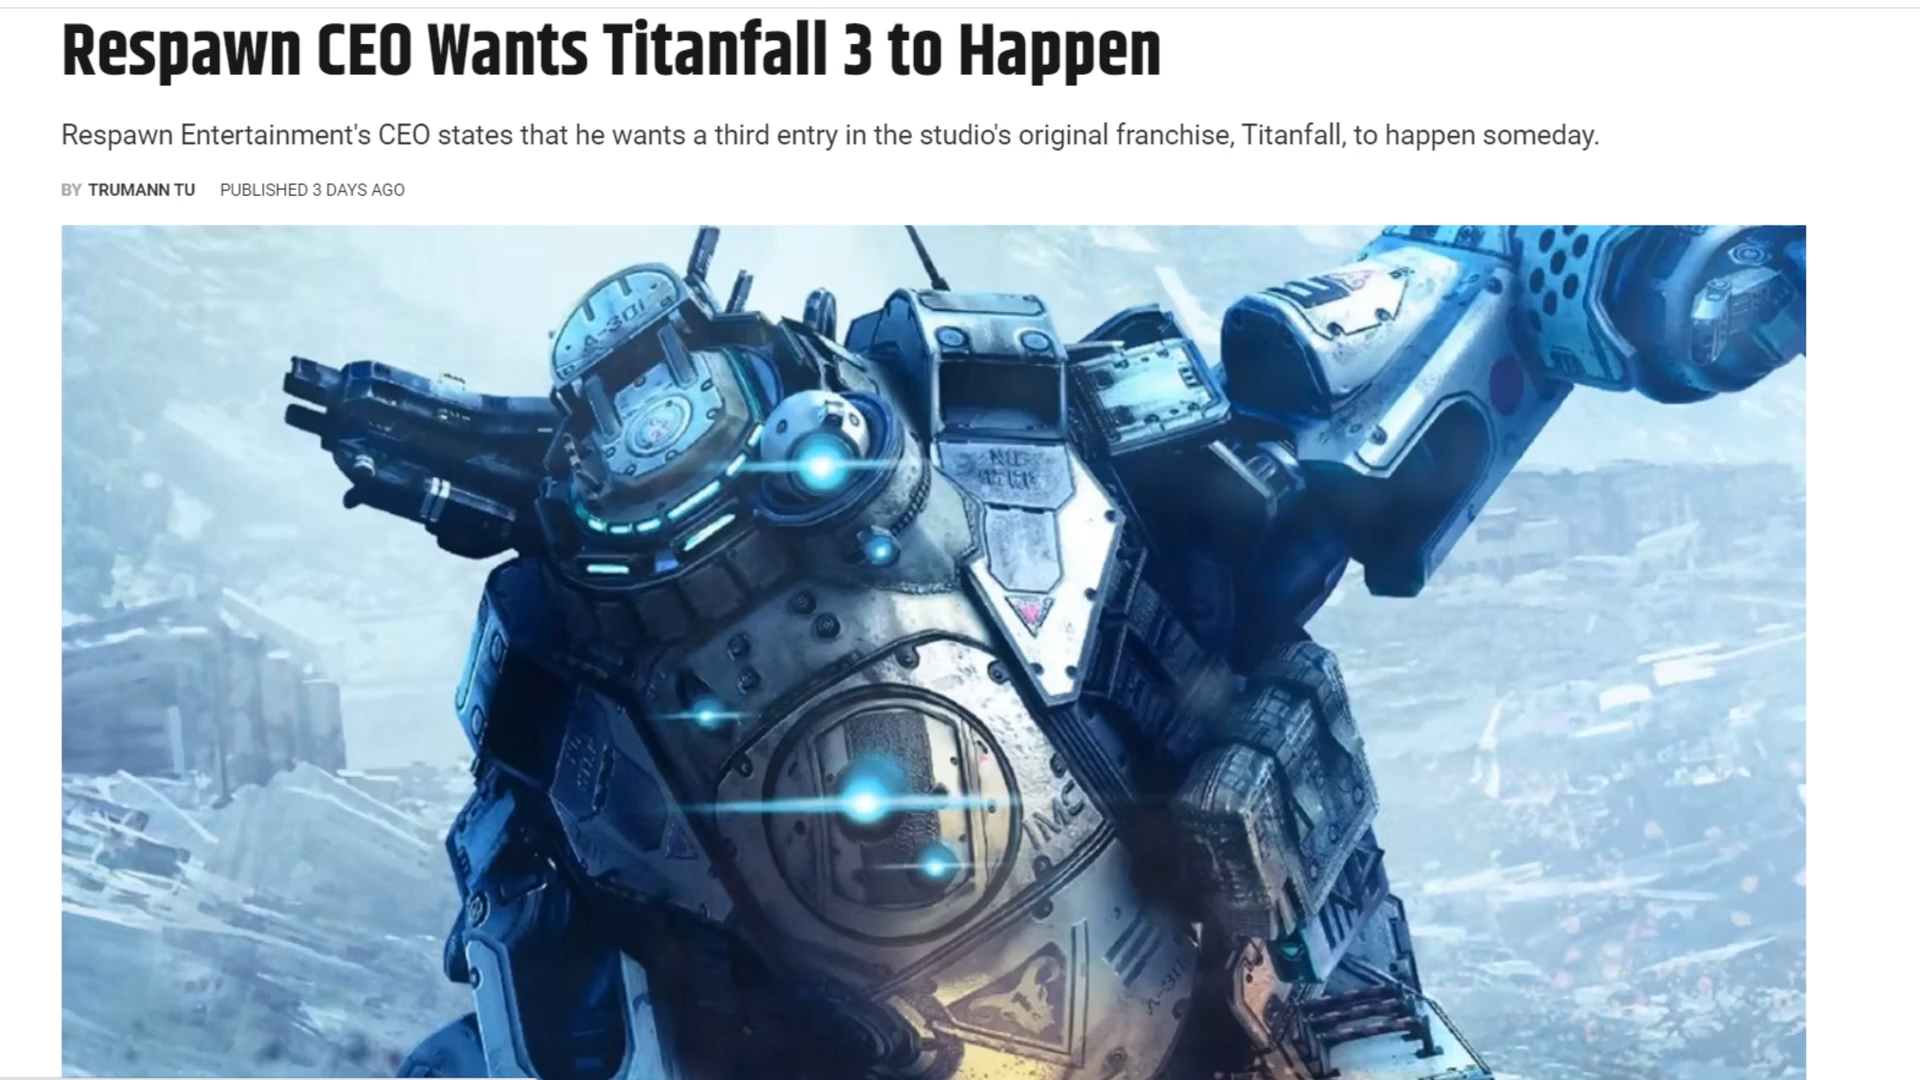 Respawn CEO Wants Titanfall 3 to Happen
Respawn Entertainment's CEO states that he wants a third entry in the studio's original franchise, Titanfall, to happen someday.
BY TRUMANN TU PUBLISHED 3 DAYS AGO
IMC